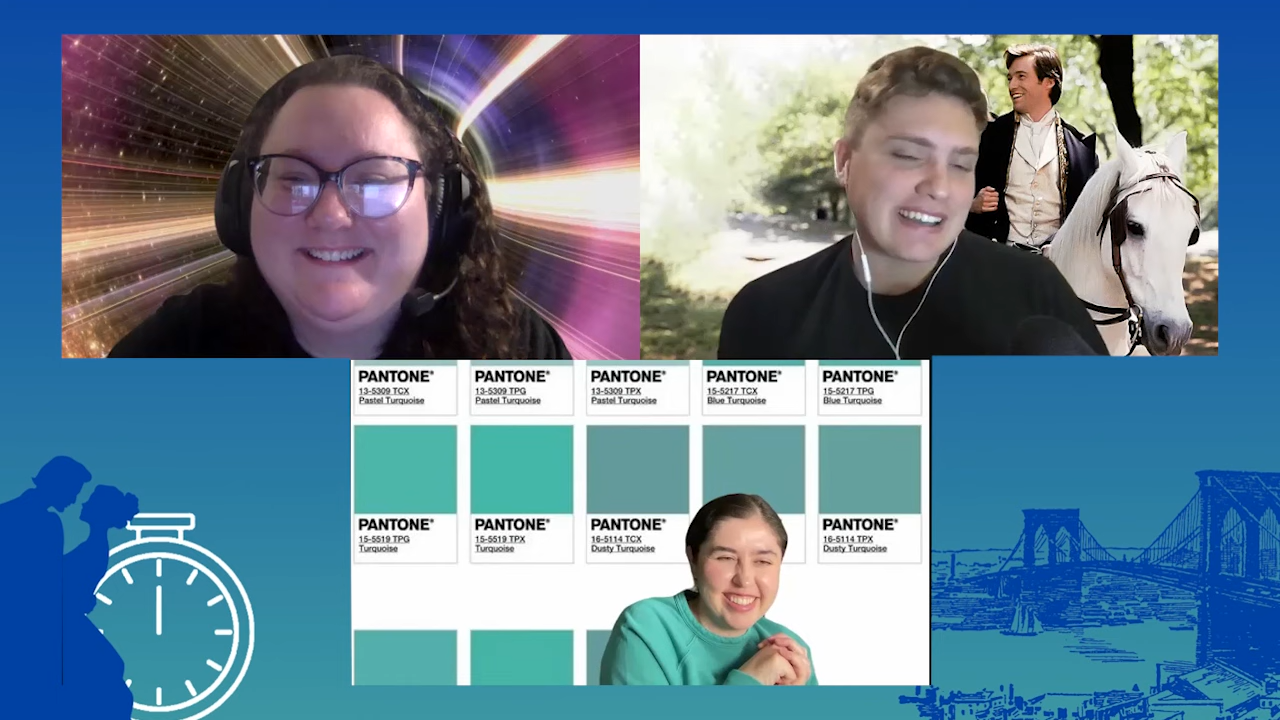 PANTONE®
13-5309 TCX
Pastel Turquoise
PANTONE®
13-5309 TPG
Pastel Turquoise
PANTONE®
13-5309 TPX
Pastel Turquoise
PANTONE®
15-5217 TCX
Blue Turquoise
PANTONE®
15-5217 TPG
Blue Turquoise
PANTONE®
15-5519 TPG
Turquoise
PANTONE®
15-5519 TPX
Turquoise
PANTONE®
16-5114 TCX
Dusty Turquoise
PANTONE®
16-5114 TPX
Dusty Turquoise